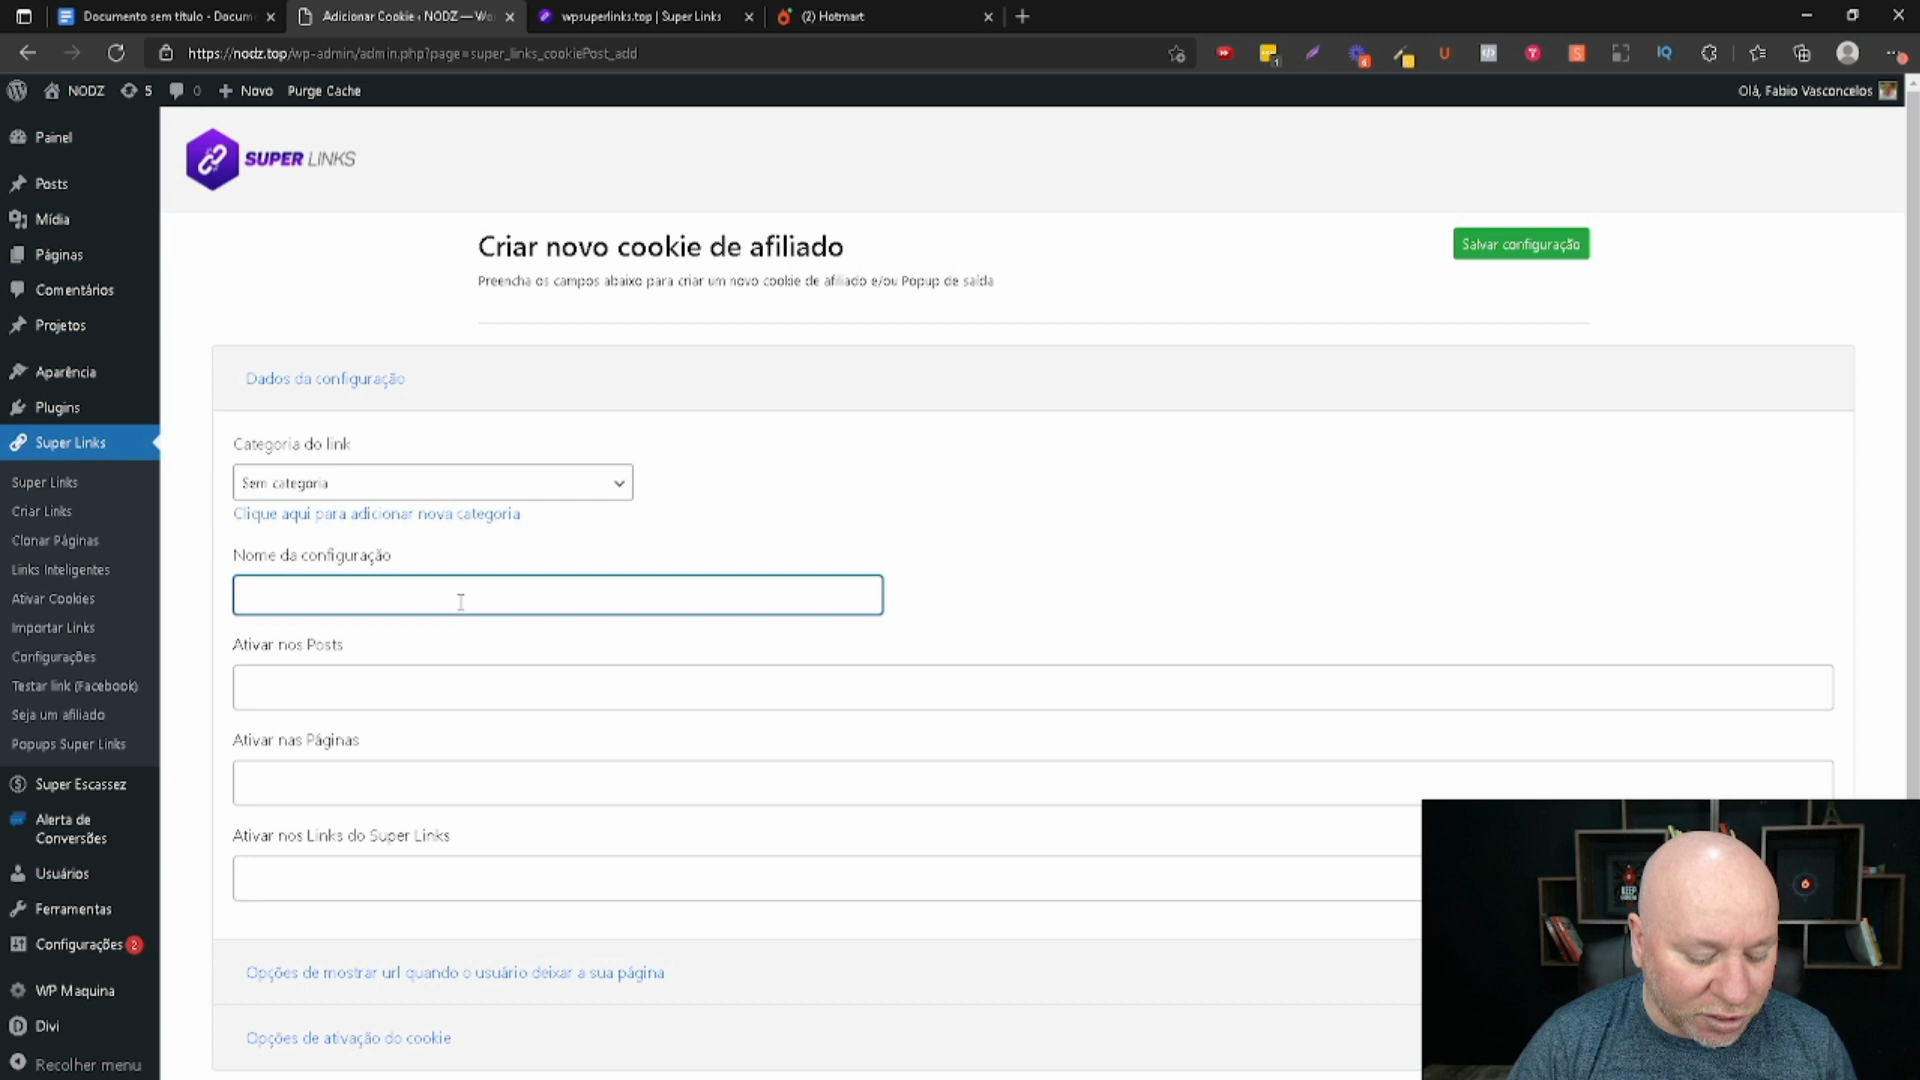 Documento sem título - Docum
Adicionar Cookie ‹ NODZ — Wo
wpsuperlinks.top | Super Links
(2) Hotmart
https://nodz.top/wp-admin/admin.php?page=super_links_cookiePost_add
NODZ
5
0
Novo
Purge Cache
Olá, Fabio Vasconcelos
Painel
Posts
Mídia
Páginas
Comentários
Projetos
Aparência
Plugins
Super Links
Super Links
Criar Links
Clonar Páginas
Links Inteligentes
Ativar Cookies
Importar Links
Configurações
Testar link (Facebook)
Seja um afiliado
Popups Super Links
Super Escassez
Alerta de
Conversões
Usuários
Ferramentas
Configurações 2
WP Maquina
Divi
Recolher menu
SUPER LINKS
Criar novo cookie de afiliado
Salvar configuração
Preencha os campos abaixo para criar um novo cookie de afiliado e/ou Popup de saída
Dados da configuração
Categoria do link
Sem categoria
Clique aqui para adicionar nova categoria
Nome da configuração
Ativar nos Posts
Ativar nas Páginas
Ativar nos Links do Super Links
Opções de mostrar url quando o usuário deixar a sua página
Opções de ativação do cookie
KEEP